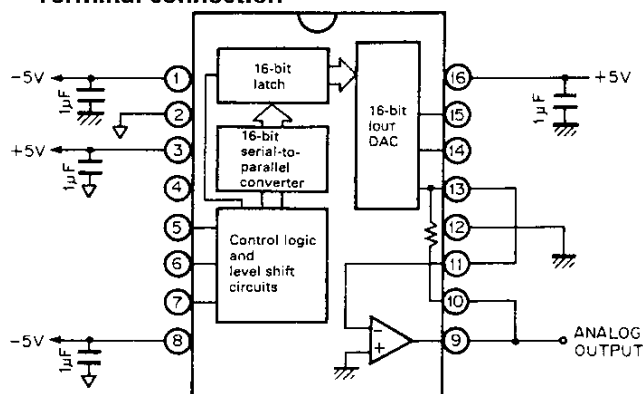 Terminal connection
-5V
1μF
1
2
+5V
1μF
3
4
5
6
7
-5V
1μF
8
16-bit
latch
16-bit
serial-to-
parallel
converter
Control logic
and
level shift
circuits
16-bit
Iout
DAC
-
+
16
+5V
1μF
15
14
13
12
11
10
9
ANALOG
OUTPUT